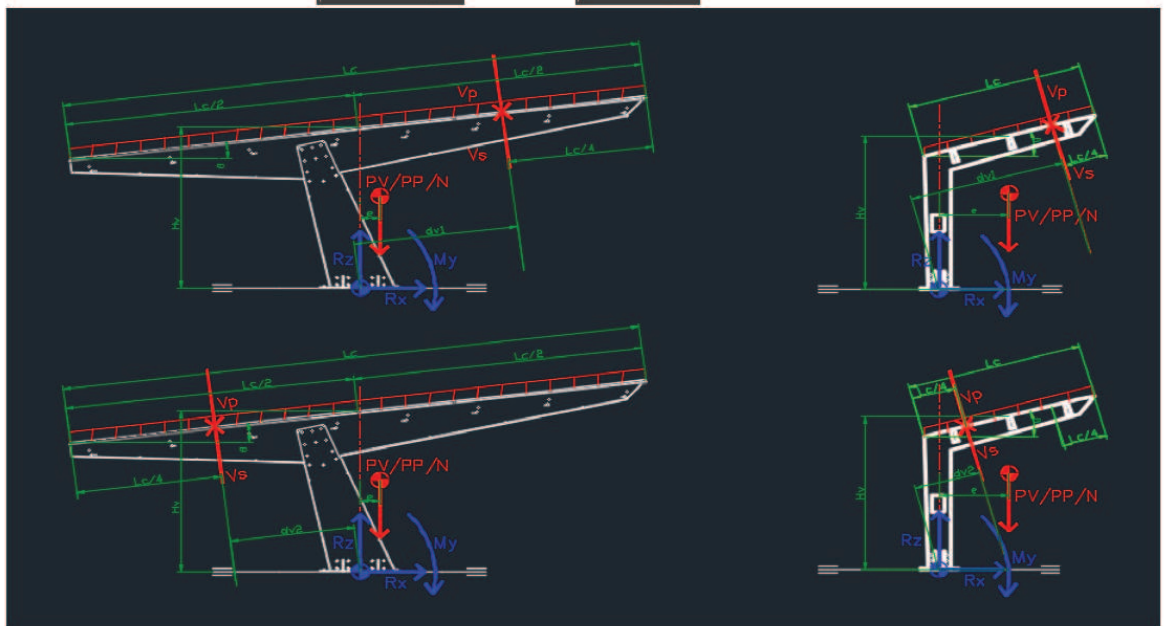 Lc
Lc/2
Lc/2
Vp
Vs
Lc/4
Hv
PV/PP/N
e
dv1
Rz
My
Rx
Lc
Vp
Vs
Lc/4
dv1
Hv
e
PV/PP/N
Rz
My
Rx
Lc
Lc/2
Lc/2
Vp
Vs
Lc/4
Hv
PV/PP/N
e
dv2
Rz
My
Rx
Lc
Lc/4
Vp
Vs
Lc/4
dv2
Hv
e
PV/PP/N
Rz
My
Rx